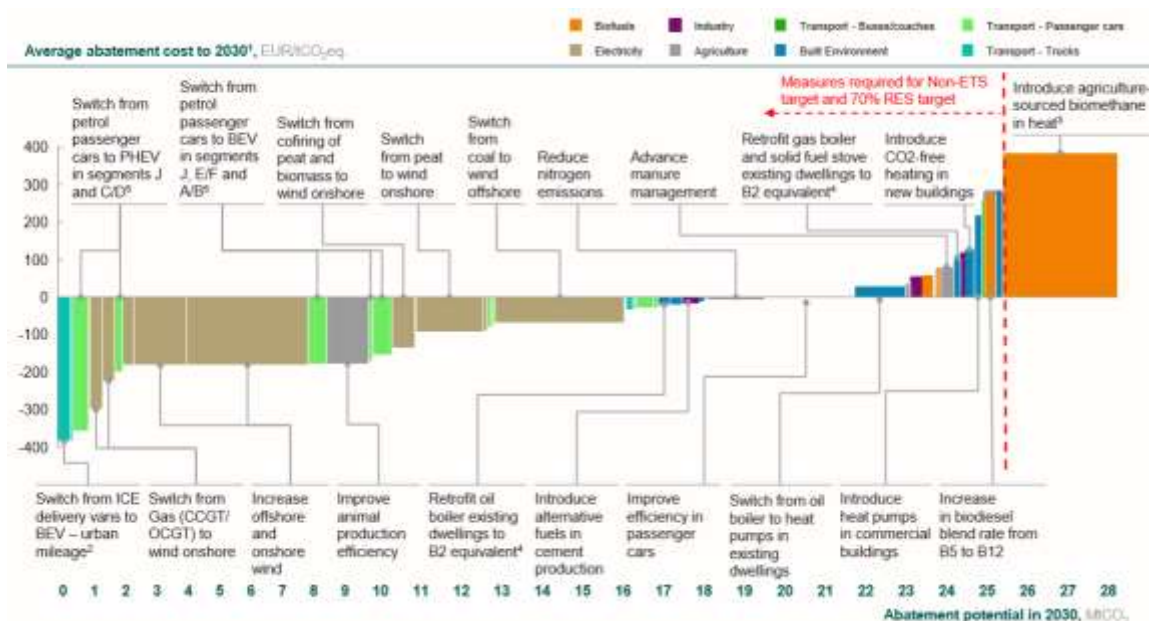 Biofuels
Industry
Transport - Buses/coaches
Transport - Passenger cars
Electricity
Agriculture
Built Environment
Transport - Trucks
Average abatement cost to 2030¹, EUR/tCO₂eq.
Measures required for Non-ETS
target and 70% RES target
Switch from
petrol
passenger
cars to PHEV
in segments J
and C/D⁵
Switch from
petrol
passenger
cars to BEV
in segments
J, E/F and
A/B⁵
Switch from
cofiring of
peat and
biomass to
wind onshore
Switch
from peat
to wind
onshore
Switch
from
coal to
wind
offshore
Reduce
nitrogen
emissions
Advance
manure
management
Retrofit gas boiler
and solid fuel stove
existing dwellings to
B2 equivalent⁴
Introduce
CO2-free
heating in
new buildings
Introduce agriculture-
sourced biomethane
in heat³
400
300
200
100
0
-100
-200
-300
-400
Switch from ICE
delivery vans to
BEV – urban
mileage²
Switch from
Gas (CCGT/
OCGT) to
wind onshore
Increase
offshore
and
onshore
wind
Improve
animal
production
efficiency
Retrofit oil
boiler existing
dwellings to
B2 equivalent⁴
Introduce
alternative
fuels in
cement
production
Improve
efficiency in
passenger
cars
Switch from oil
boiler to heat
pumps in
existing
dwellings
Introduce
heat pumps
in commercial
buildings
Increase
in biodiesel
blend rate from
B5 to B12
0 1 2 3 4 5 6 7 8 9 10 11 12 13 14 15 16 17 18 19 20 21 22 23 24 25 26 27 28
Abatement potential in 2030, MtCO₂